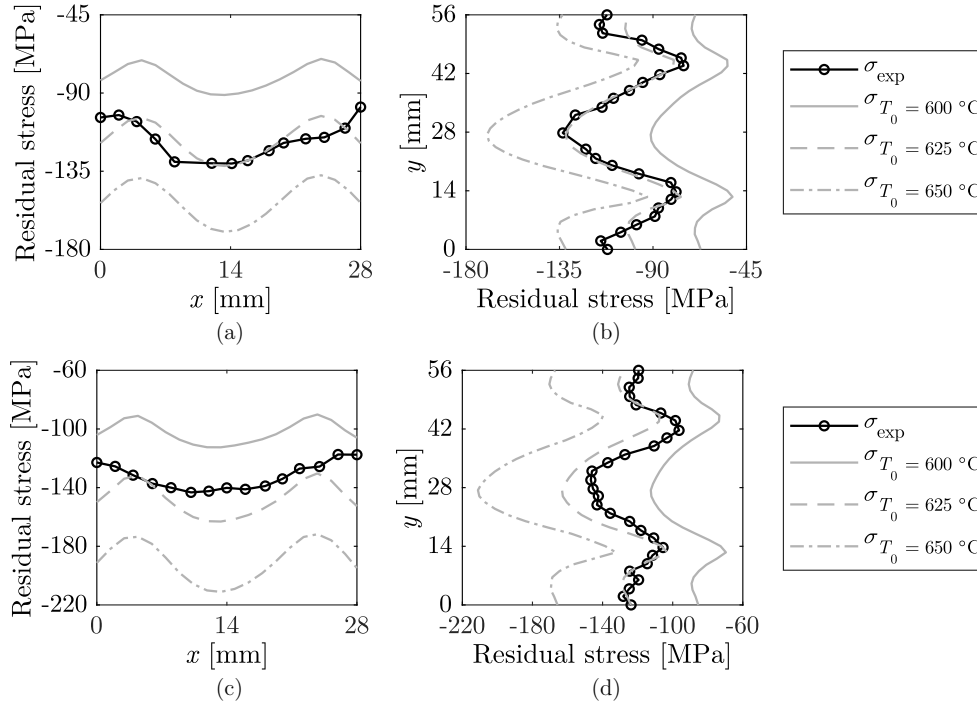 -45
-90
-135
-180
Residual stress [MPa]
0
14
28
x [mm]
(a)
56
42
28
14
0
y [mm]
-180
-135
-90
-45
Residual stress [MPa]
(b)
σexp
σT0 = 600 °C
σT0 = 625 °C
σT0 = 650 °C
-60
-100
-140
-180
-220
Residual stress [MPa]
0
14
28
x [mm]
(c)
56
42
28
14
0
y [mm]
-220
-180
-140
-100
-60
Residual stress [MPa]
(d)
σexp
σT0 = 600 °C
σT0 = 625 °C
σT0 = 650 °C